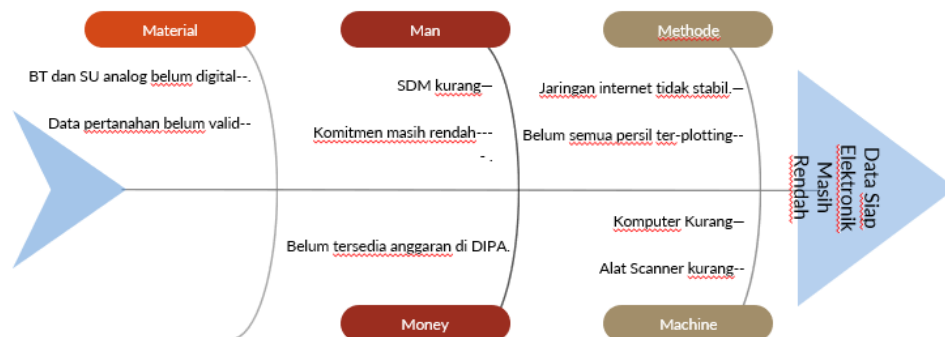 Material
Man
Methode
BT dan SU analog belum digital--.
Data pertanahan belum valid--
SDM kurang—
Komitmen masih rendah---
- .
Jaringan internet tidak stabil.—
Belum semua persil ter-plotting--
Data Siap
Elektronik
Masih
Rendah
Belum tersedia anggaran di DIPA.
Komputer Kurang—
Alat Scanner kurang--
Money
Machine